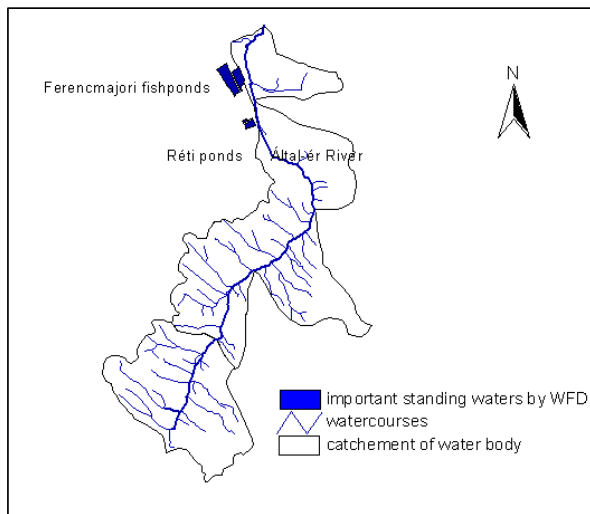 Ferencmajori fishponds
N
Réti ponds
Által-ér River
important standing waters by WFD
watercourses
catchement of water body